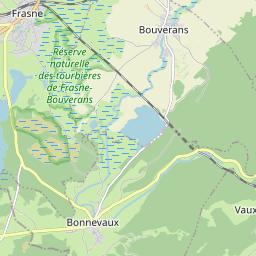 Frasne
Bouverans
Réserve
naturelle
des tourbières
de Frasne-
Bouverans
Bonnevaux
Vaux